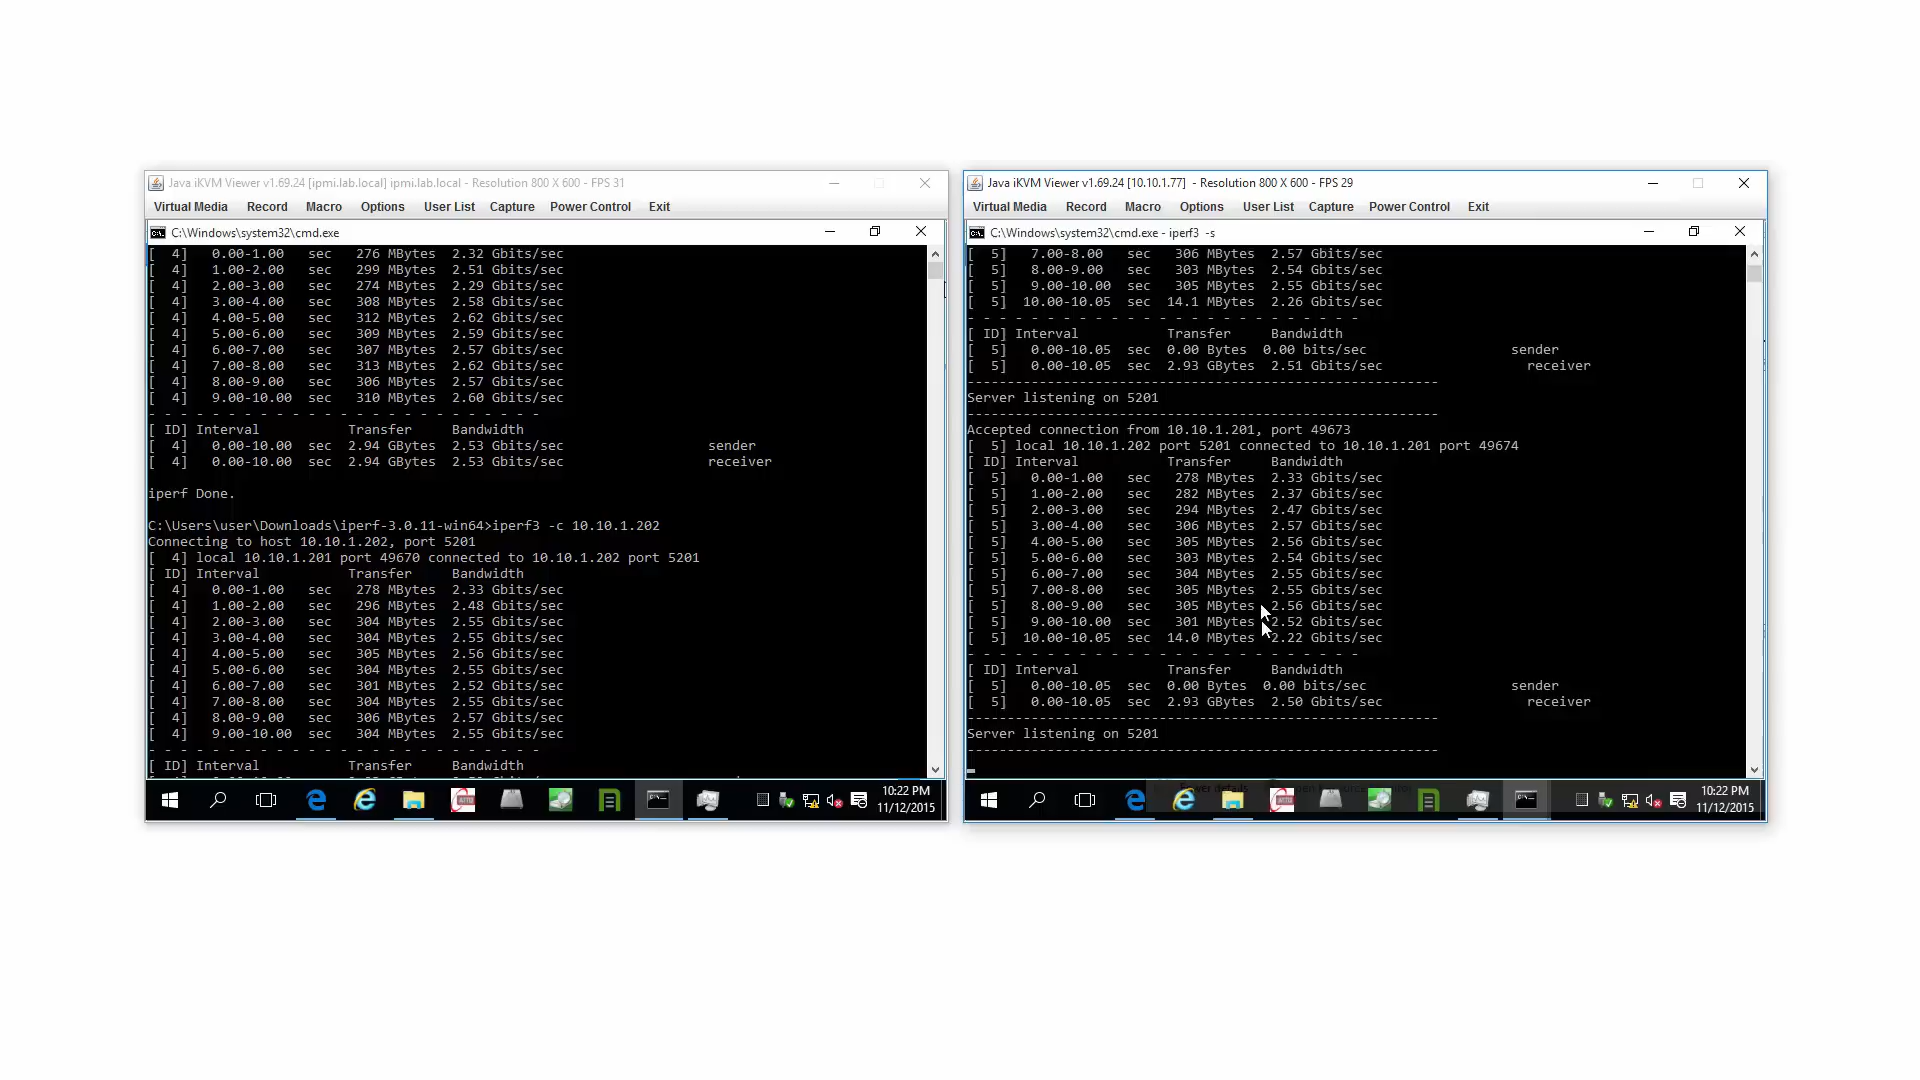 Java iKVM Viewer v1.69.24 [ipmi.lab.local] ipmi.lab.local - Resolution 800 X 600 - FPS 31
Virtual Media Record Macro Options User List Capture Power Control Exit
C:\Windows\system32\cmd.exe
[ 4] 0.00-1.00 sec 276 MBytes 2.32 Gbits/sec
[ 4] 1.00-2.00 sec 299 MBytes 2.51 Gbits/sec
[ 4] 2.00-3.00 sec 274 MBytes 2.29 Gbits/sec
[ 4] 3.00-4.00 sec 308 MBytes 2.58 Gbits/sec
[ 4] 4.00-5.00 sec 312 MBytes 2.62 Gbits/sec
[ 4] 5.00-6.00 sec 309 MBytes 2.59 Gbits/sec
[ 4] 6.00-7.00 sec 307 MBytes 2.57 Gbits/sec
[ 4] 7.00-8.00 sec 313 MBytes 2.62 Gbits/sec
[ 4] 8.00-9.00 sec 306 MBytes 2.57 Gbits/sec
[ 4] 9.00-10.00 sec 310 MBytes 2.60 Gbits/sec
- - - - - - - - - - - - - - - - - - - - - - - - -
[ ID] Interval Transfer Bandwidth
[ 4] 0.00-10.00 sec 2.94 GBytes 2.53 Gbits/sec sender
[ 4] 0.00-10.00 sec 2.94 GBytes 2.53 Gbits/sec receiver
iperf Done.
C:\Users\user\Downloads\iperf-3.0.11-win64>iperf3 -c 10.10.1.202
Connecting to host 10.10.1.202, port 5201
[ 4] local 10.10.1.201 port 49670 connected to 10.10.1.202 port 5201
[ ID] Interval Transfer Bandwidth
[ 4] 0.00-1.00 sec 278 MBytes 2.33 Gbits/sec
[ 4] 1.00-2.00 sec 296 MBytes 2.48 Gbits/sec
[ 4] 2.00-3.00 sec 304 MBytes 2.55 Gbits/sec
[ 4] 3.00-4.00 sec 304 MBytes 2.55 Gbits/sec
[ 4] 4.00-5.00 sec 305 MBytes 2.56 Gbits/sec
[ 4] 5.00-6.00 sec 304 MBytes 2.55 Gbits/sec
[ 4] 6.00-7.00 sec 301 MBytes 2.52 Gbits/sec
[ 4] 7.00-8.00 sec 304 MBytes 2.55 Gbits/sec
[ 4] 8.00-9.00 sec 306 MBytes 2.57 Gbits/sec
[ 4] 9.00-10.00 sec 304 MBytes 2.55 Gbits/sec
- - - - - - - - - - - - - - - - - - - - - - - - -
[ ID] Interval Transfer Bandwidth
10:22 PM
11/12/2015
Java iKVM Viewer v1.69.24 [10.10.1.77] - Resolution 800 X 600 - FPS 29
Virtual Media Record Macro Options User List Capture Power Control Exit
C:\Windows\system32\cmd.exe - iperf3 -s
[ 5] 7.00-8.00 sec 306 MBytes 2.57 Gbits/sec
[ 5] 8.00-9.00 sec 303 MBytes 2.54 Gbits/sec
[ 5] 9.00-10.00 sec 305 MBytes 2.55 Gbits/sec
[ 5] 10.00-10.05 sec 14.1 MBytes 2.26 Gbits/sec
- - - - - - - - - - - - - - - - - - - - - - - - -
[ ID] Interval Transfer Bandwidth
[ 5] 0.00-10.05 sec 0.00 Bytes 0.00 bits/sec sender
[ 5] 0.00-10.05 sec 2.93 GBytes 2.51 Gbits/sec receiver
-----------------------------------------------------------
Server listening on 5201
-----------------------------------------------------------
Accepted connection from 10.10.1.201, port 49673
[ 5] local 10.10.1.202 port 5201 connected to 10.10.1.201 port 49674
[ ID] Interval Transfer Bandwidth
[ 5] 0.00-1.00 sec 278 MBytes 2.33 Gbits/sec
[ 5] 1.00-2.00 sec 282 MBytes 2.37 Gbits/sec
[ 5] 2.00-3.00 sec 294 MBytes 2.47 Gbits/sec
[ 5] 3.00-4.00 sec 306 MBytes 2.57 Gbits/sec
[ 5] 4.00-5.00 sec 305 MBytes 2.56 Gbits/sec
[ 5] 5.00-6.00 sec 303 MBytes 2.54 Gbits/sec
[ 5] 6.00-7.00 sec 304 MBytes 2.55 Gbits/sec
[ 5] 7.00-8.00 sec 305 MBytes 2.55 Gbits/sec
[ 5] 8.00-9.00 sec 305 MBytes 2.56 Gbits/sec
[ 5] 9.00-10.00 sec 301 MBytes 2.52 Gbits/sec
[ 5] 10.00-10.05 sec 14.0 MBytes 2.22 Gbits/sec
- - - - - - - - - - - - - - - - - - - - - - - - -
[ ID] Interval Transfer Bandwidth
[ 5] 0.00-10.05 sec 0.00 Bytes 0.00 bits/sec sender
[ 5] 0.00-10.05 sec 2.93 GBytes 2.50 Gbits/sec receiver
-----------------------------------------------------------
Server listening on 5201
-----------------------------------------------------------
10:22 PM
11/12/2015